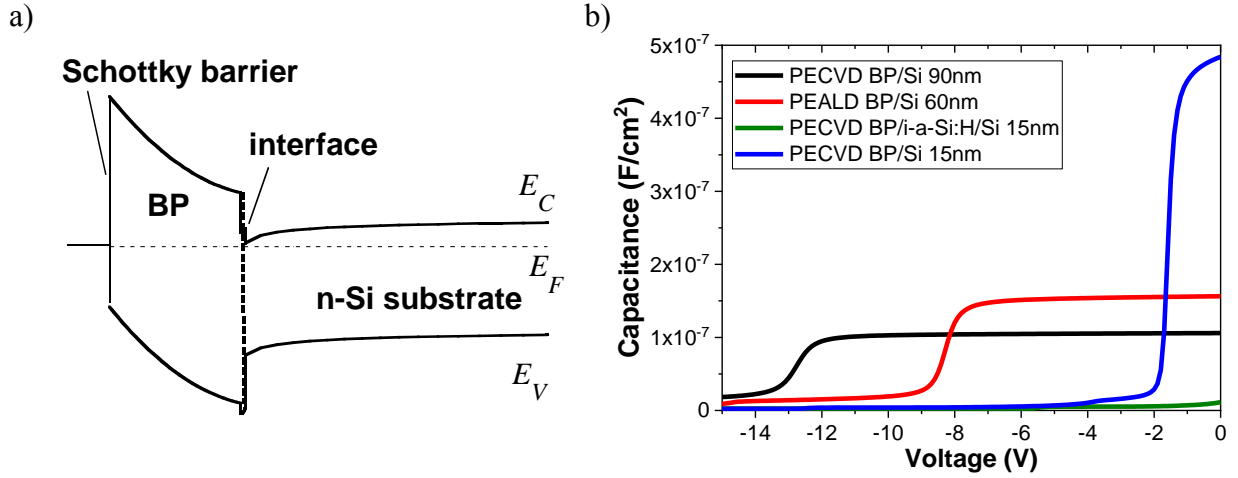 a)
Schottky barrier
interface
BP
E_C
E_F
n-Si substrate
E_V
b)
Capacitance (F/cm²)
5x10⁻⁷
4x10⁻⁷
3x10⁻⁷
2x10⁻⁷
1x10⁻⁷
0
PECVD BP/Si 90nm
PEALD BP/Si 60nm
PECVD BP/i-a-Si:H/Si 15nm
PECVD BP/Si 15nm
-14 -12 -10 -8 -6 -4 -2 0
Voltage (V)